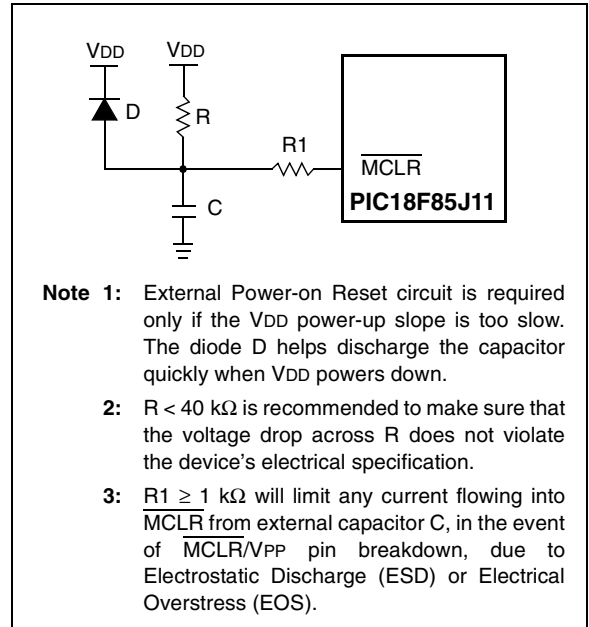 VDD VDD
D
R
R1
C
MCLR
PIC18F85J11
Note 1: External Power-on Reset circuit is required
only if the VDD power-up slope is too slow.
The diode D helps discharge the capacitor
quickly when VDD powers down.
2: R < 40 kΩ is recommended to make sure that
the voltage drop across R does not violate
the device's electrical specification.
3: R1 ≥ 1 kΩ will limit any current flowing into
MCLR from external capacitor C, in the event
of MCLR/VPP pin breakdown, due to
Electrostatic Discharge (ESD) or Electrical
Overstress (EOS).